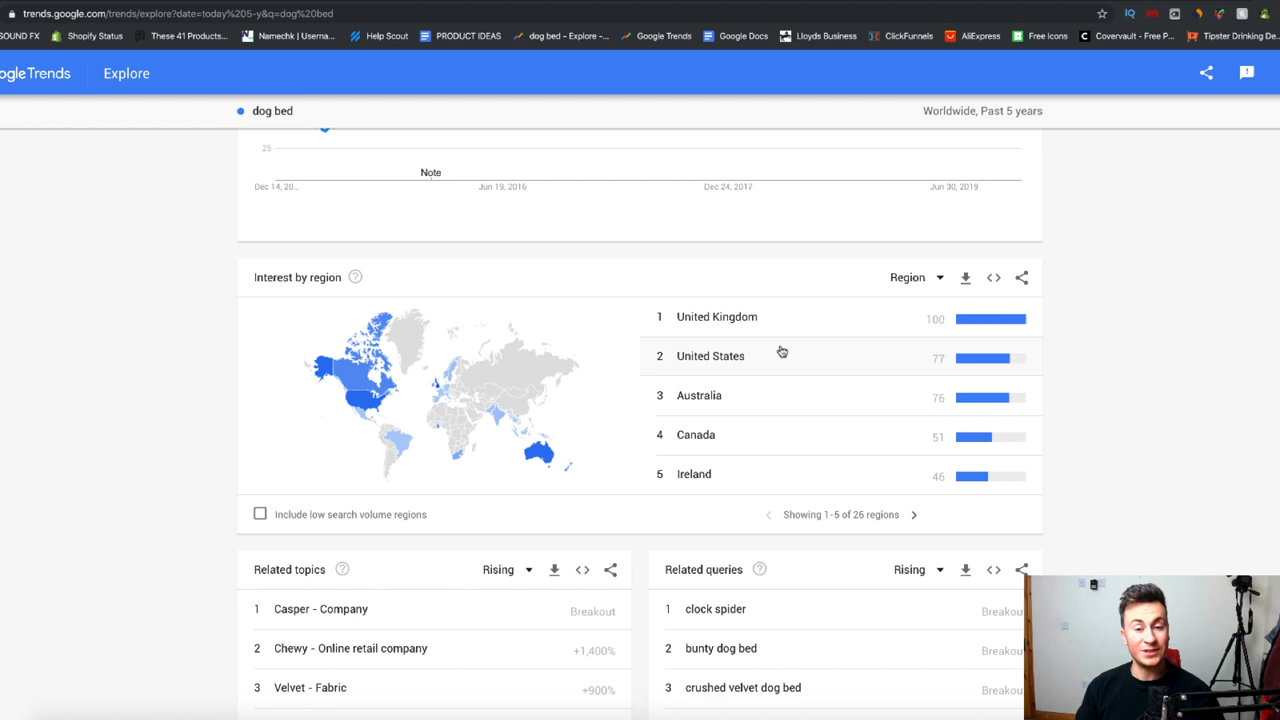 trends.google.com/trends/explore?date=today%205-y&q=dog%20bed
SOUND FX
Shopify Status
These 41 Products...
Namechk | Userna...
Help Scout
PRODUCT IDEAS
dog bed - Explore -...
Google Trends
Google Docs
Lloyds Business
ClickFunnels
AliExpress
Free Icons
Covervault - Free P...
Tipster Drinking De...
ogleTrends
Explore
dog bed
Worldwide, Past 5 years
25
Note
Dec 14, 20...
Jun 19, 2016
Dec 24, 2017
Jun 30, 2019
Interest by region
Region
1 United Kingdom 100
2 United States 77
3 Australia 76
4 Canada 51
5 Ireland 46
Include low search volume regions
Showing 1-5 of 26 regions
Related topics
Rising
Related queries
Rising
1 Casper - Company Breakout
2 Chewy - Online retail company +1,400%
3 Velvet - Fabric +900%
1 clock spider Breakou
2 bunty dog bed Breakou
3 crushed velvet dog bed Breakou